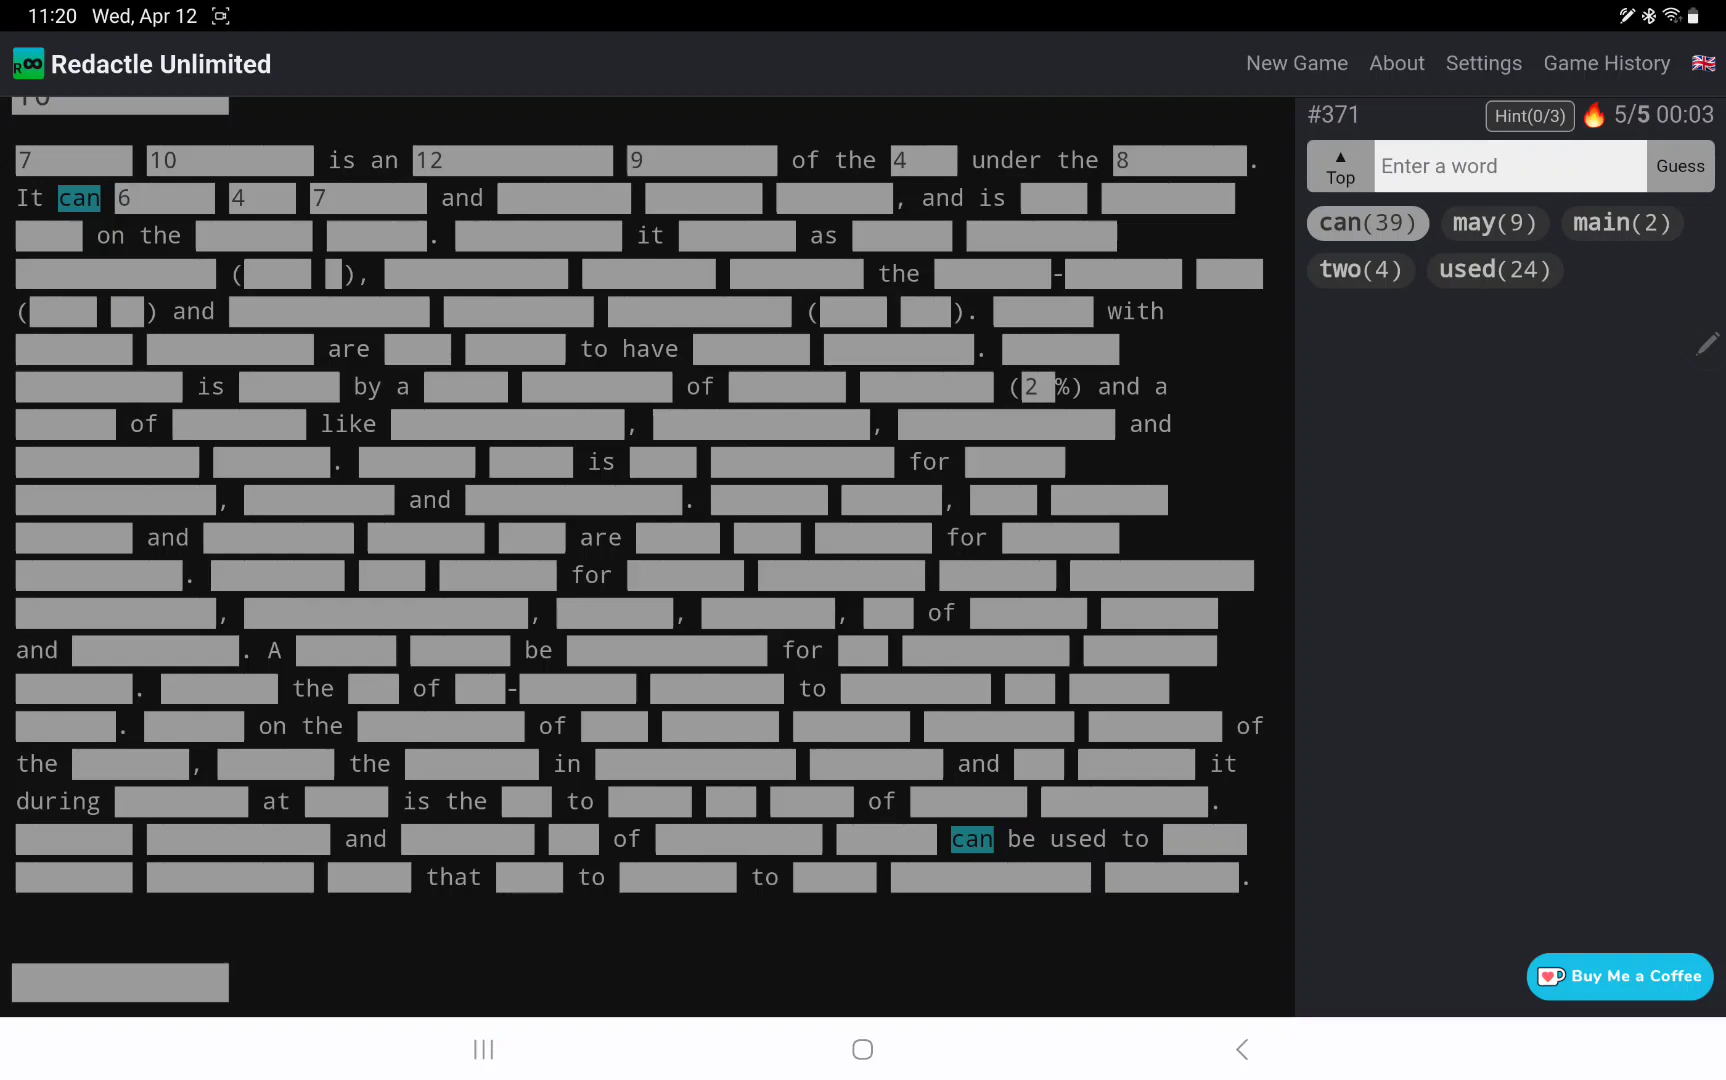 11:20 Wed, Apr 12
R∞ Redactle Unlimited
New Game About Settings Game History
10
#371 Hint(0/3) 5/5 00:03
7 10 is an 12 9 of the 4 under the 8 .
▲ Top Enter a word Guess
It can 6 4 7 and , and is
can(39) may(9) main(2)
on the . it as
two(4) used(24)
( ), the -
( ) and ( ). with
are to have .
is by a of (2 %) and a
of like , , and
. is for
, and . ,
and are for
. for
, , , , of
and . A be for
. the of - to
. on the of of
the , the in and it
during at is the to of .
and of can be used to
that to to .
Buy Me a Coffee